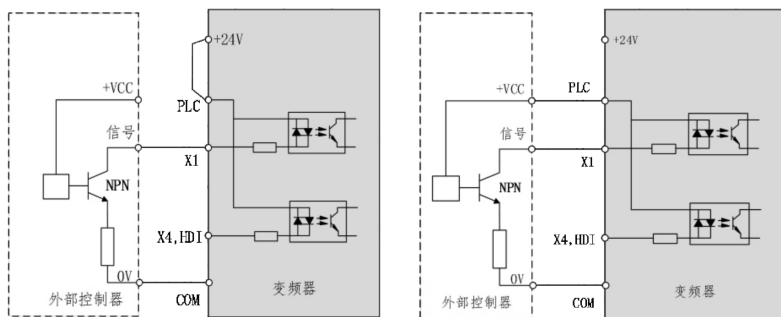 +24V
+VCC
PLC
信号
X1
NPN
X4,HDI
0V
外部控制器
COM
变频器
+24V
+VCC
PLC
信号
X1
NPN
X4,HDI
0V
外部控制器
COM
变频器